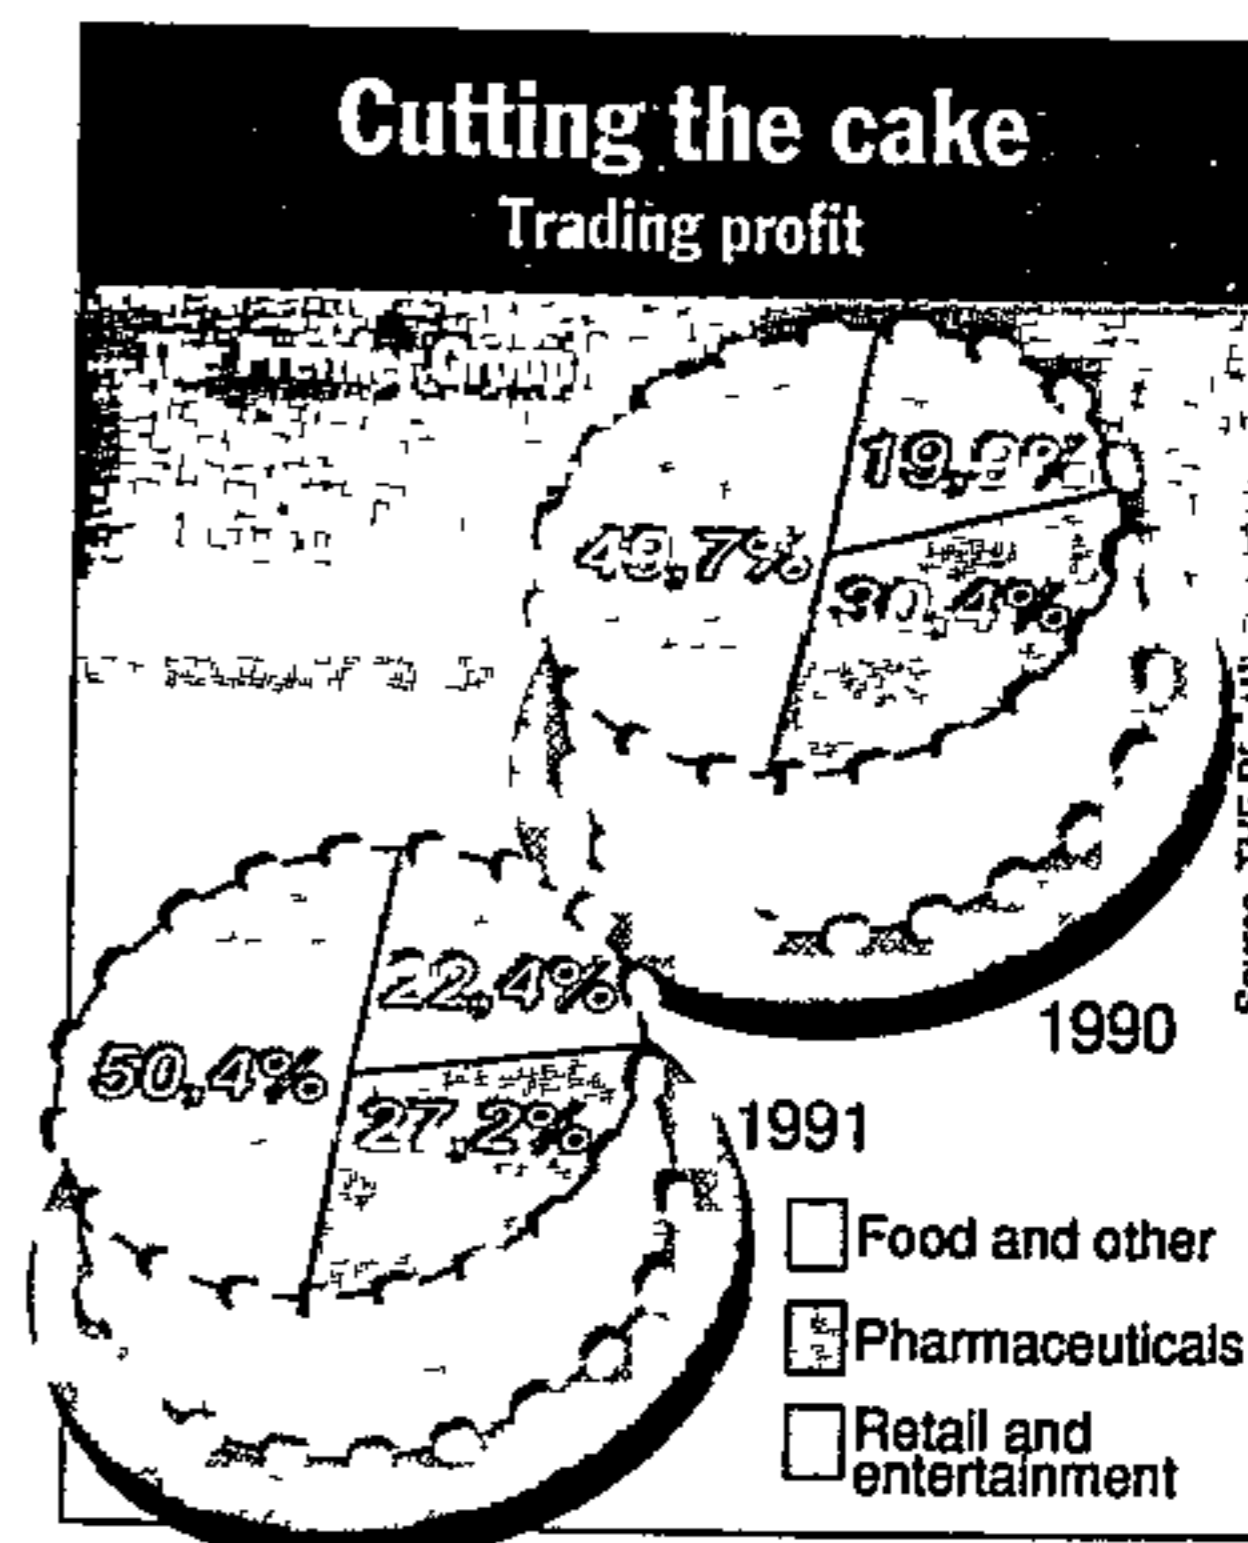 Cutting the cake
Trading profit
Group
19,9%
49,7%
30,4%
1990
22,4%
50,4%
27,2%
1991
Food and other
Pharmaceuticals
Retail and
entertainment